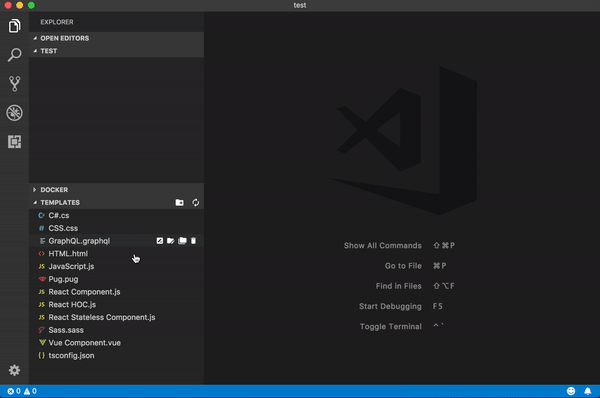 test
EXPLORER
OPEN EDITORS
TEST
DOCKER
TEMPLATES
C#.cs
CSS.css
GraphQL.graphql
HTML.html
JavaScript.js
Pug.pug
React Component.js
React HOC.js
React Stateless Component.js
Sass.sass
Vue Component.vue
tsconfig.json
Show All Commands ⇧⌘P
Go to File ⌘P
Find in Files ⇧⌥F
Start Debugging F5
Toggle Terminal ⌃`
0 0